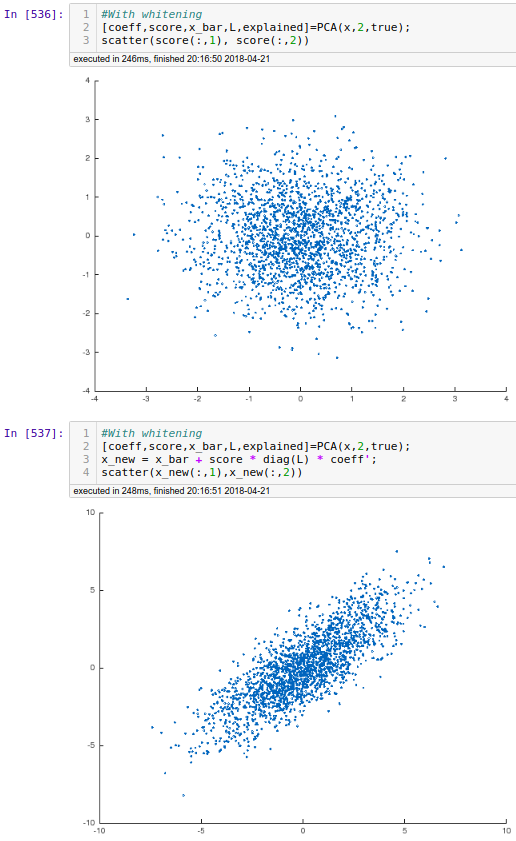 In [536]:
1 #With whitening
2 [coeff,score,x_bar,L,explained]=PCA(x,2,true);
3 scatter(score(:,1), score(:,2))
executed in 246ms, finished 20:16:50 2018-04-21
4
3
2
1
0
-1
-2
-3
-4
-4 -3 -2 -1 0 1 2 3 4
In [537]:
1 #With whitening
2 [coeff,score,x_bar,L,explained]=PCA(x,2,true);
3 x_new = x_bar + score * diag(L) * coeff';
4 scatter(x_new(:,1),x_new(:,2))
executed in 248ms, finished 20:16:51 2018-04-21
10
5
0
-5
-10
-10 -5 0 5 10